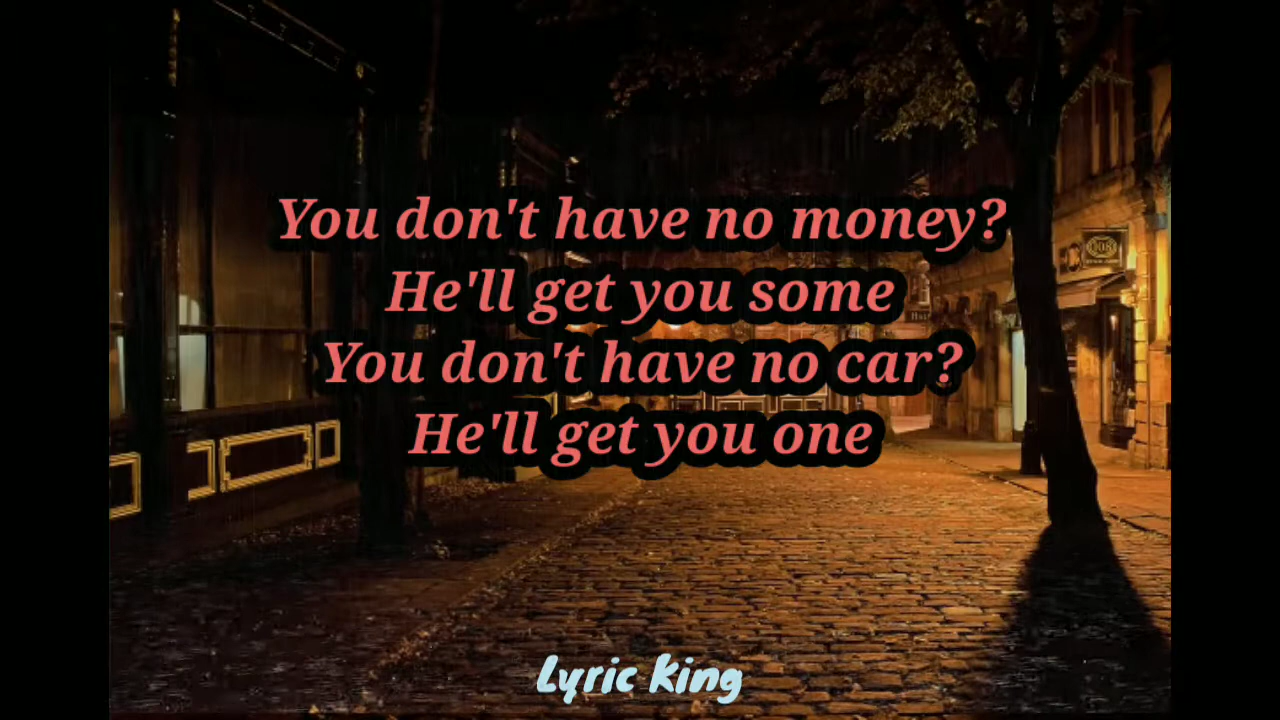 You don't have no money?
He'll get you some
You don't have no car?
He'll get you one
Lyric King